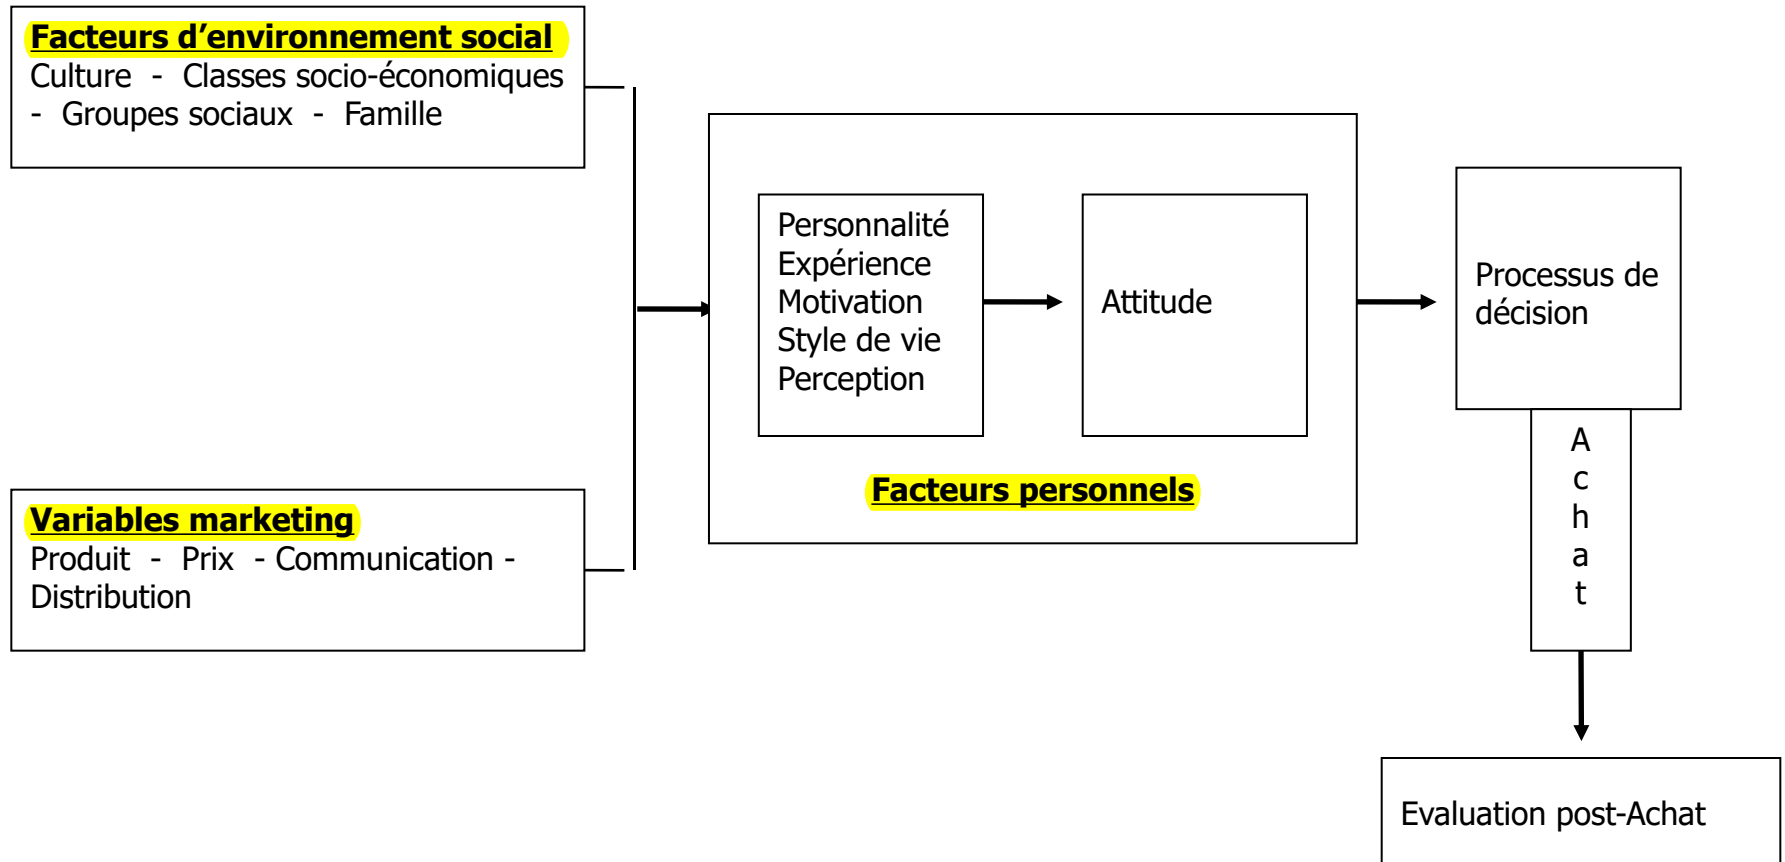 Facteurs d’environnement social
Culture - Classes socio-économiques
- Groupes sociaux - Famille
Personnalité
Expérience
Motivation
Style de vie
Perception
Attitude
Facteurs personnels
Processus de
décision
A
c
h
a
t
Variables marketing
Produit - Prix - Communication -
Distribution
Evaluation post-Achat